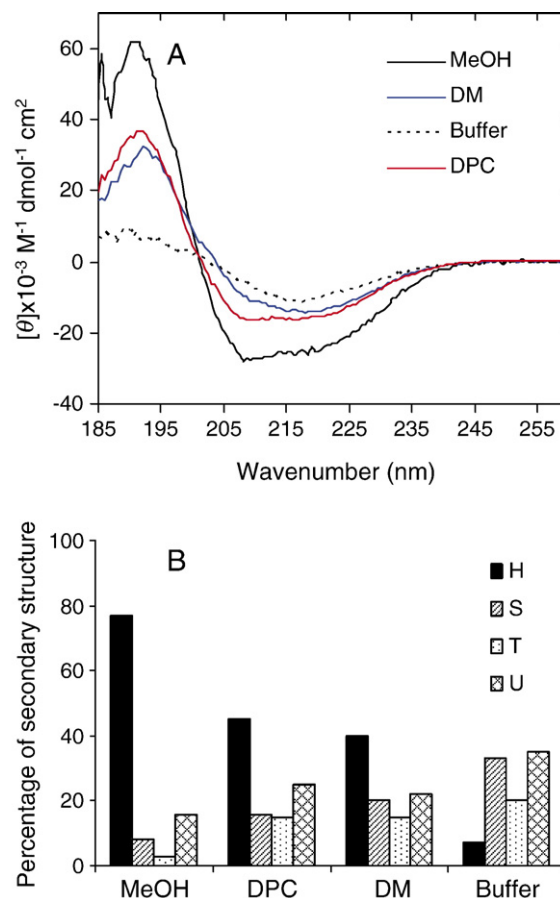 A
[θ]x10⁻³ M⁻¹ dmol⁻¹ cm²
60
40
20
0
-20
-40
MeOH
DM
Buffer
DPC
185 195 205 215 225 235 245 255
Wavenumber (nm)
B
Percentage of secondary structure
100
80
60
40
20
0
H
S
T
U
MeOH DPC DM Buffer